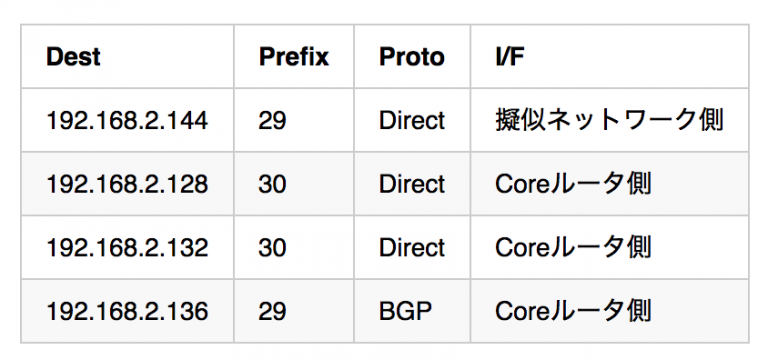 Dest Prefix Proto I/F
192.168.2.144 29 Direct 擬似ネットワーク側
192.168.2.128 30 Direct Coreルータ側
192.168.2.132 30 Direct Coreルータ側
192.168.2.136 29 BGP Coreルータ側